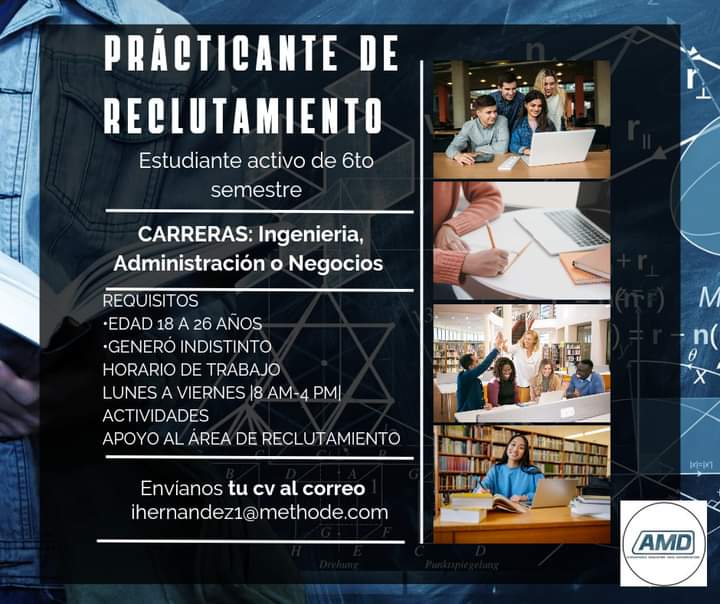 PRÁCTICANTE DE
RECLUTAMIENTO
Estudiante activo de 6to
semestre
CARRERAS: Ingenieria,
Administración o Negocios
REQUISITOS
•EDAD 18 A 26 AÑOS
•GENERÓ INDISTINTO
HORARIO DE TRABAJO
LUNES A VIERNES |8 AM-4 PM|
ACTIVIDADES
APOYO AL ÁREA DE RECLUTAMIENTO
Envíanos tu cv al correo
ihernandez1@methode.com
AMD
Drehung
Punktspiegelung